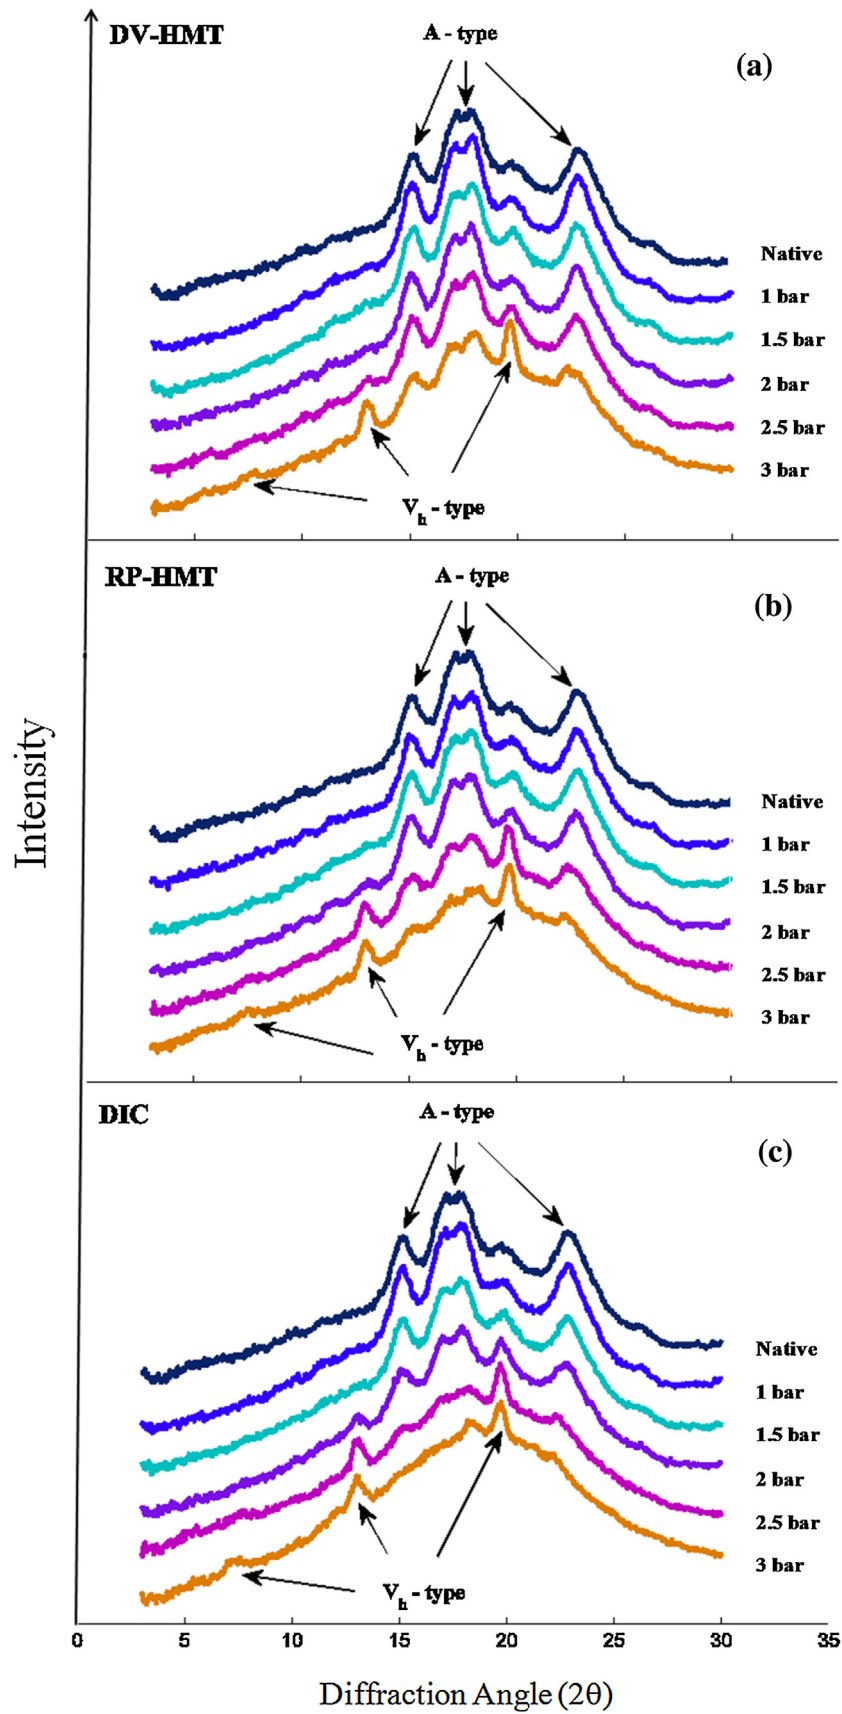 DV-HMT
A - type
(a)
Native
1 bar
1.5 bar
2 bar
2.5 bar
3 bar
Vh - type
RP-HMT
A - type
(b)
Native
1 bar
1.5 bar
2 bar
2.5 bar
3 bar
Vh - type
Intensity
DIC
A - type
(c)
Native
1 bar
1.5 bar
2 bar
2.5 bar
3 bar
Vh - type
0 5 10 15 20 25 30 35
Diffraction Angle (2θ)